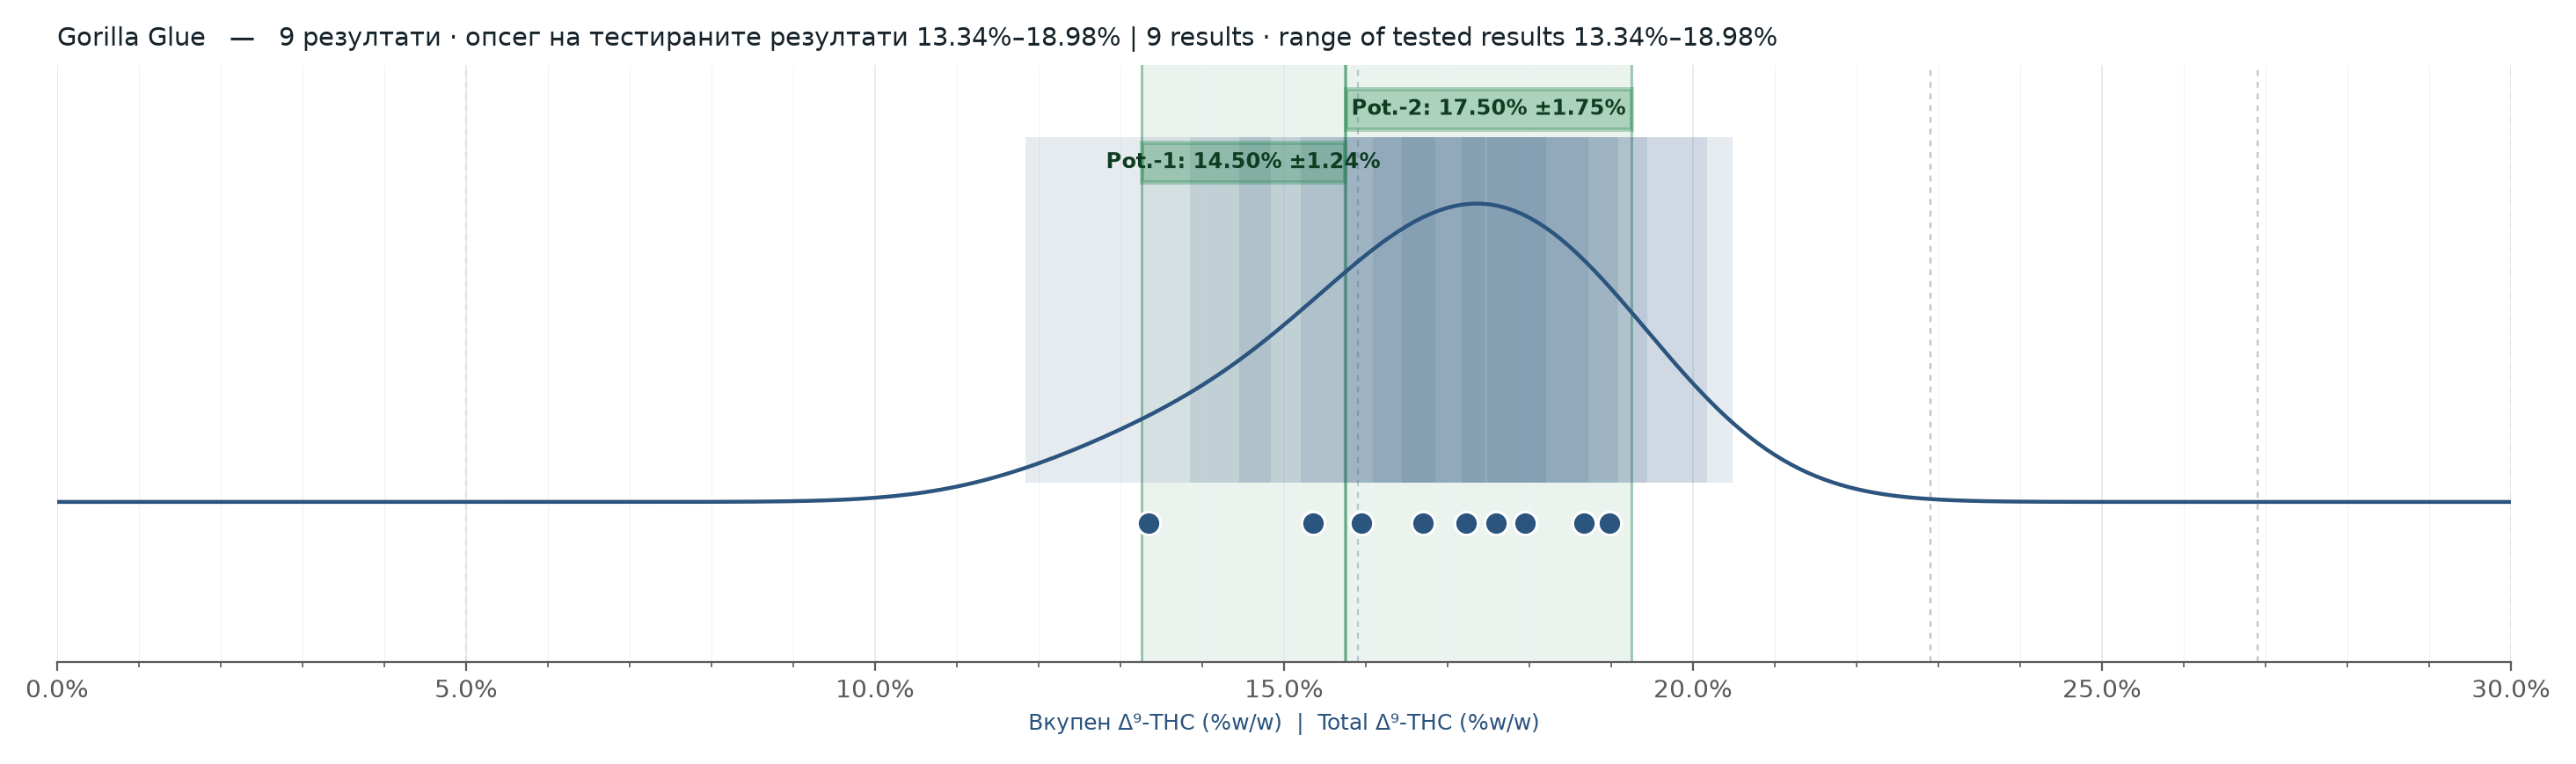 Gorilla Glue — 9 резултати · опсег на тестираните резултати 13.34%–18.98% | 9 results · range of tested results 13.34%–18.98%
Pot.-2: 17.50% ±1.75%
Pot.-1: 14.50% ±1.24%
0.0% 5.0% 10.0% 15.0% 20.0% 25.0% 30.0%
Вкупен Δ⁹-THC (%w/w) | Total Δ⁹-THC (%w/w)